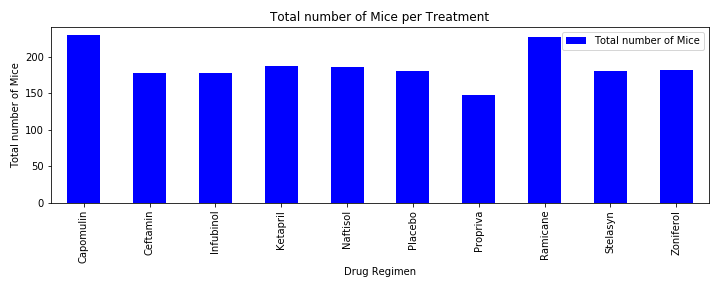 Total number of Mice per Treatment
Total number of Mice
Total number of Mice
200
150
100
50
0
Capomulin
Ceftamin
Infubinol
Ketapril
Naftisol
Placebo
Propriva
Ramicane
Stelasyn
Zoniferol
Drug Regimen